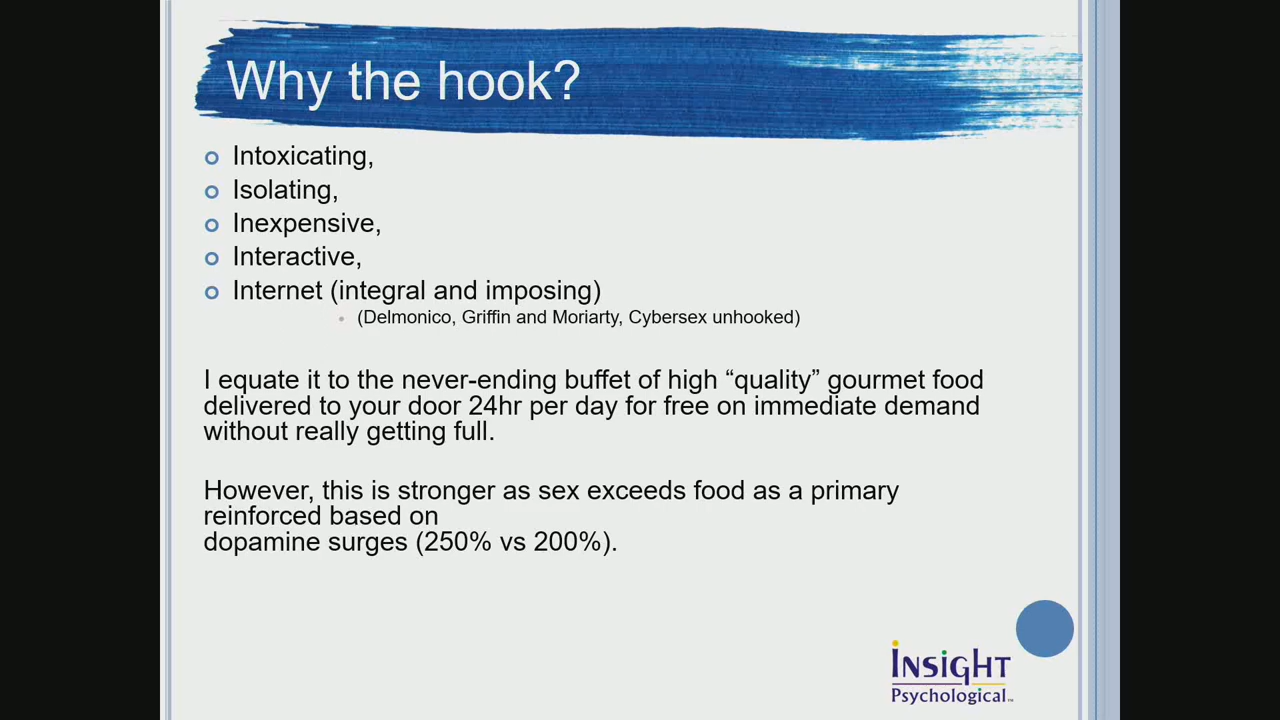 Why the hook?
Intoxicating,
Isolating,
Inexpensive,
Interactive,
Internet (integral and imposing)
(Delmonico, Griffin and Moriarty, Cybersex unhooked)
I equate it to the never-ending buffet of high “quality” gourmet food
delivered to your door 24hr per day for free on immediate demand
without really getting full.
However, this is stronger as sex exceeds food as a primary
reinforced based on
dopamine surges (250% vs 200%).
Insight
Psychological™